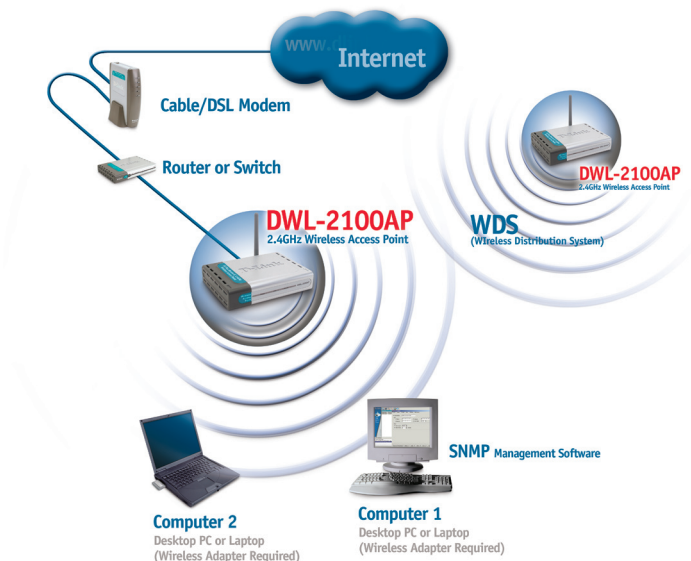 www.d
Internet
Cable/DSL Modem
Router or Switch
DWL-2100AP
2.4GHz Wireless Access Point
DWL-2100AP
2.4GHz Wireless Access Point
WDS
(WIreless Distribution System)
D-Link
SNMP Management Software
Computer 2
Desktop PC or Laptop
(Wireless Adapter Required)
Computer 1
Desktop PC or Laptop
(Wireless Adapter Required)